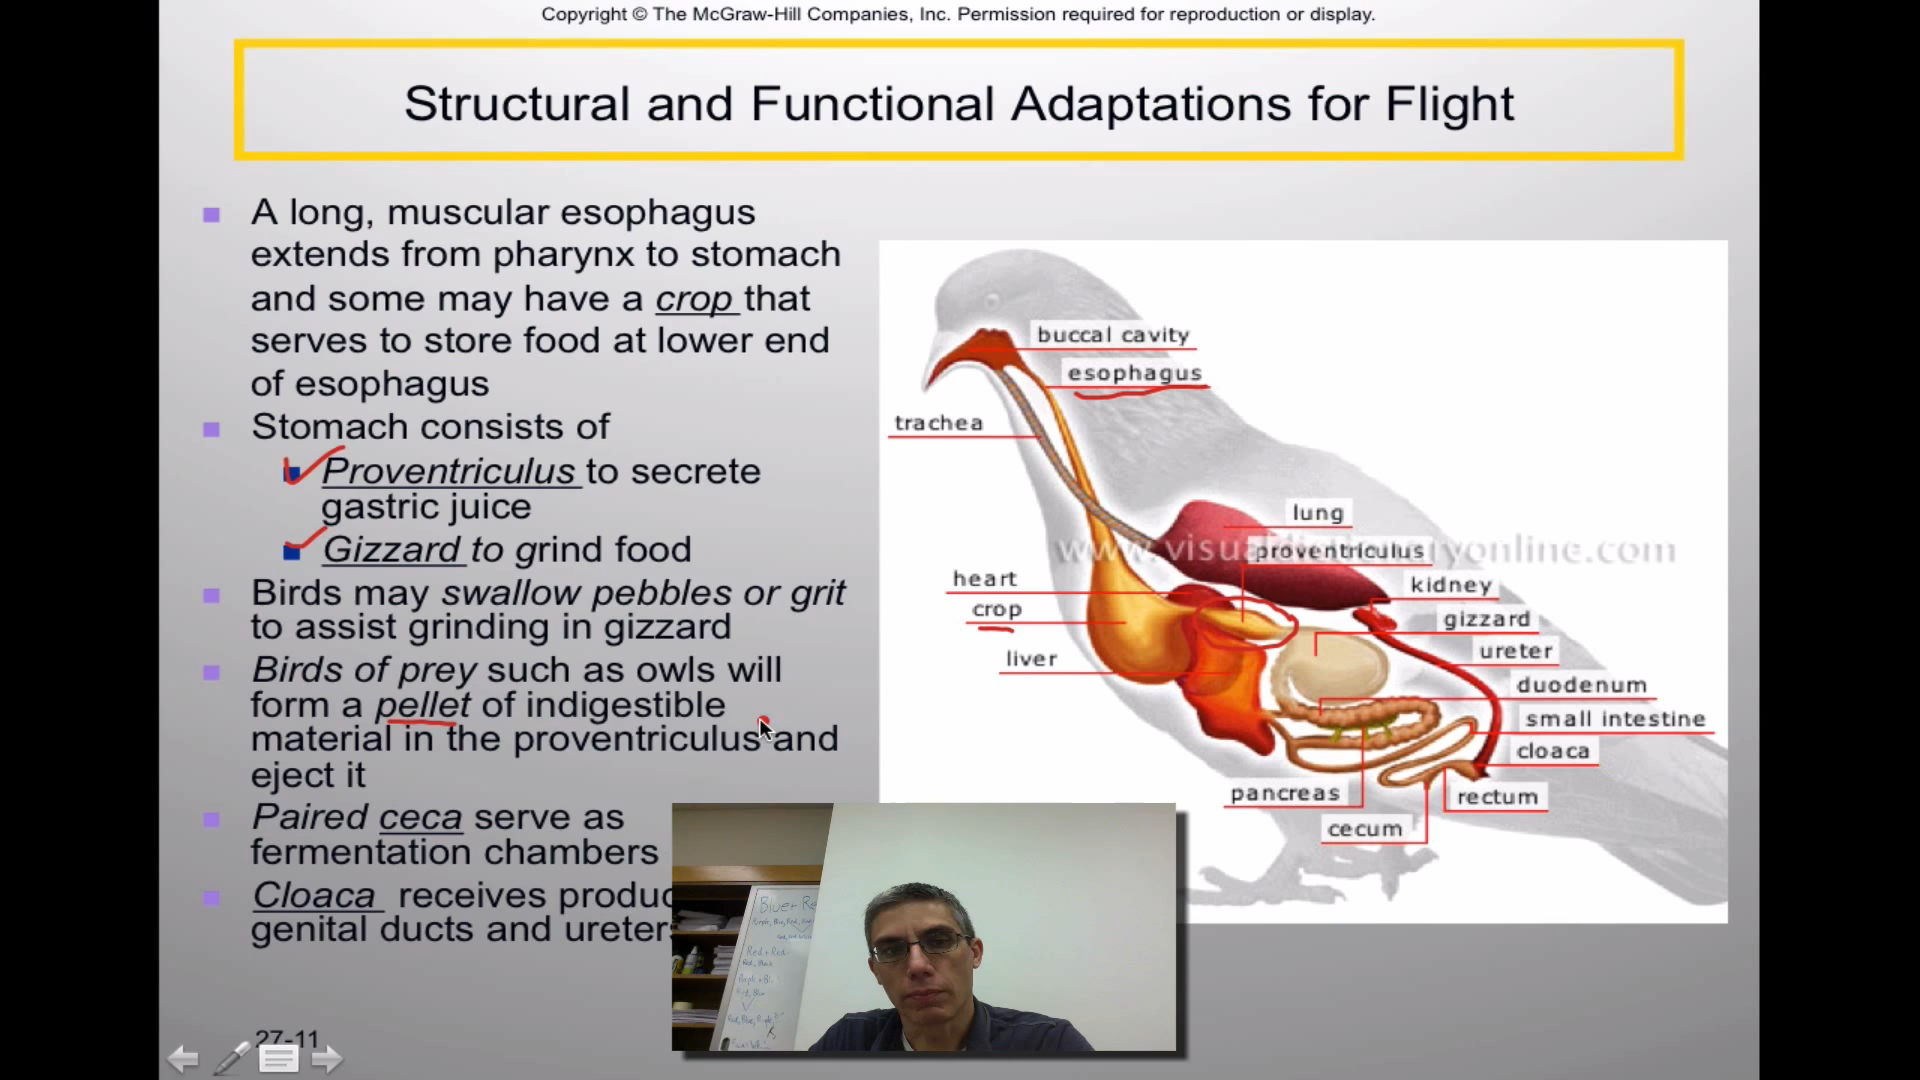 Copyright © The McGraw-Hill Companies, Inc. Permission required for reproduction or display.
Structural and Functional Adaptations for Flight
A long, muscular esophagus
extends from pharynx to stomach
and some may have a crop that
serves to store food at lower end
of esophagus
Stomach consists of
Proventriculus to secrete
gastric juice
Gizzard to grind food
Birds may swallow pebbles or grit
to assist grinding in gizzard
Birds of prey such as owls will
form a pellet of indigestible
material in the proventriculus and
eject it
Paired ceca serve as
fermentation chambers
Cloaca receives
genital ducts and
27-11
buccal cavity
esophagus
trachea
lung
www.visualdictionaryonline.com
proventriculus
heart
kidney
crop
gizzard
ureter
liver
duodenum
small intestine
cloaca
pancreas
rectum
cecum
Blue + Re